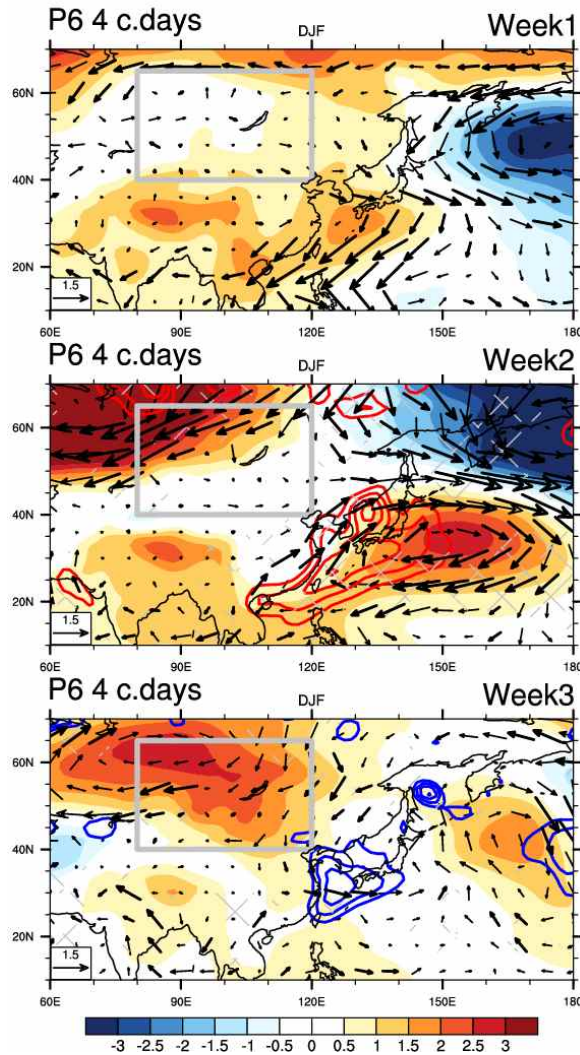 P6 4 c.days DJF Week1
60N
40N
20N
1.5
60E 90E 120E 150E 180
P6 4 c.days DJF Week2
60N
40N
20N
1.5
60E 90E 120E 150E 180
P6 4 c.days DJF Week3
60N
40N
20N
1.5
60E 90E 120E 150E 180
-3 -2.5 -2 -1.5 -1 -0.5 0 0.5 1 1.5 2 2.5 3